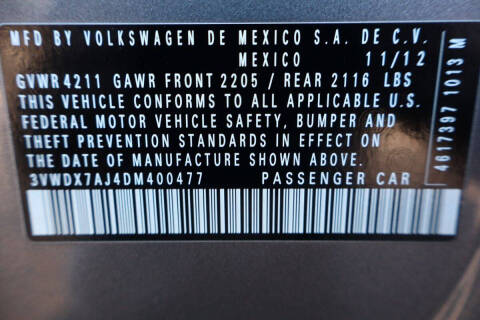 MFD BY VOLKSWAGEN DE MEXICO S.A. DE C.V.
MEXICO 11/12
GVWR 4211 GAWR FRONT 2205 / REAR 2116 LBS
THIS VEHICLE CONFORMS TO ALL APPLICABLE U.S.
FEDERAL MOTOR VEHICLE SAFETY, BUMPER AND
THEFT PREVENTION STANDARDS IN EFFECT ON
THE DATE OF MANUFACTURE SHOWN ABOVE.
3VWDX7AJ4DM400477 PASSENGER CAR
4617397 1013 M